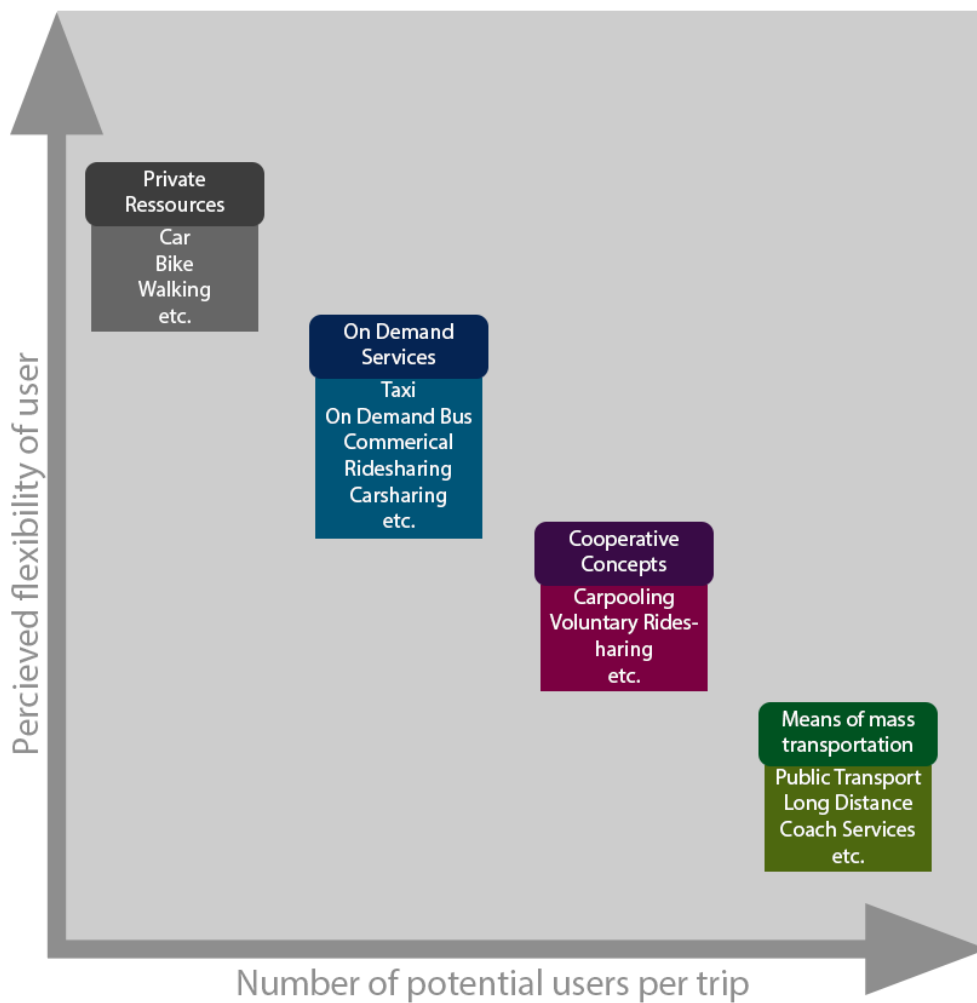 Private
Ressources
Car
Bike
Walking
etc.
On Demand
Services
Taxi
On Demand Bus
Commerical
Ridesharing
Carsharing
etc.
Cooperative
Concepts
Carpooling
Voluntary Rides-
haring
etc.
Means of mass
transportation
Public Transport
Long Distance
Coach Services
etc.
Percieved flexibility of user
Number of potential users per trip